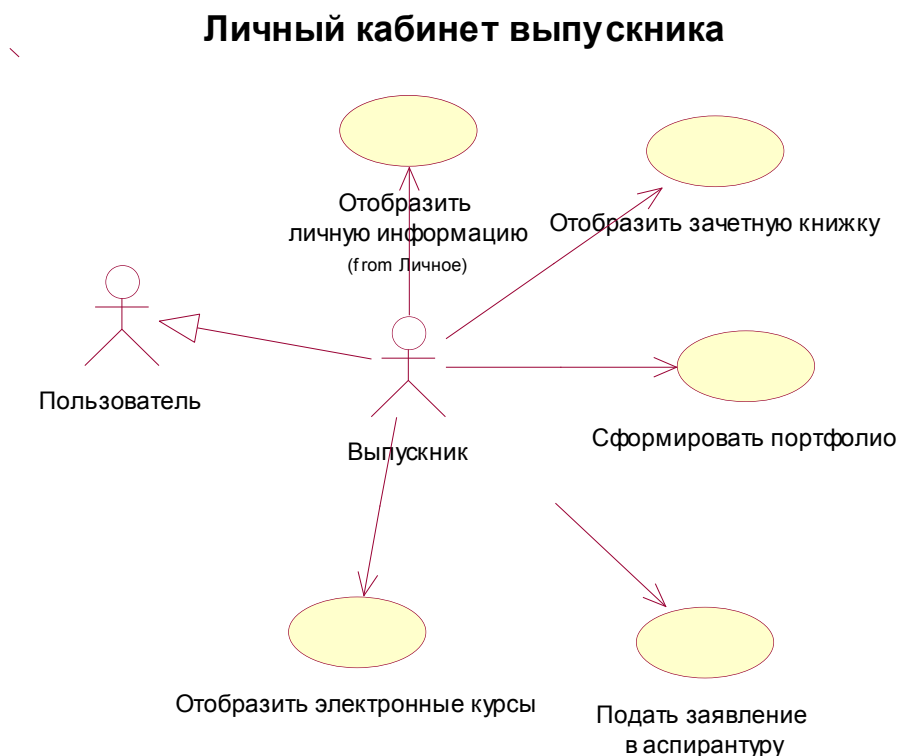 Личный кабинет выпускника
Отобразить
личную информацию
(from Личное)
Отобразить зачетную книжку
Пользователь
Выпускник
Сформировать портфолио
Отобразить электронные курсы
Подать заявление
в аспирантуру